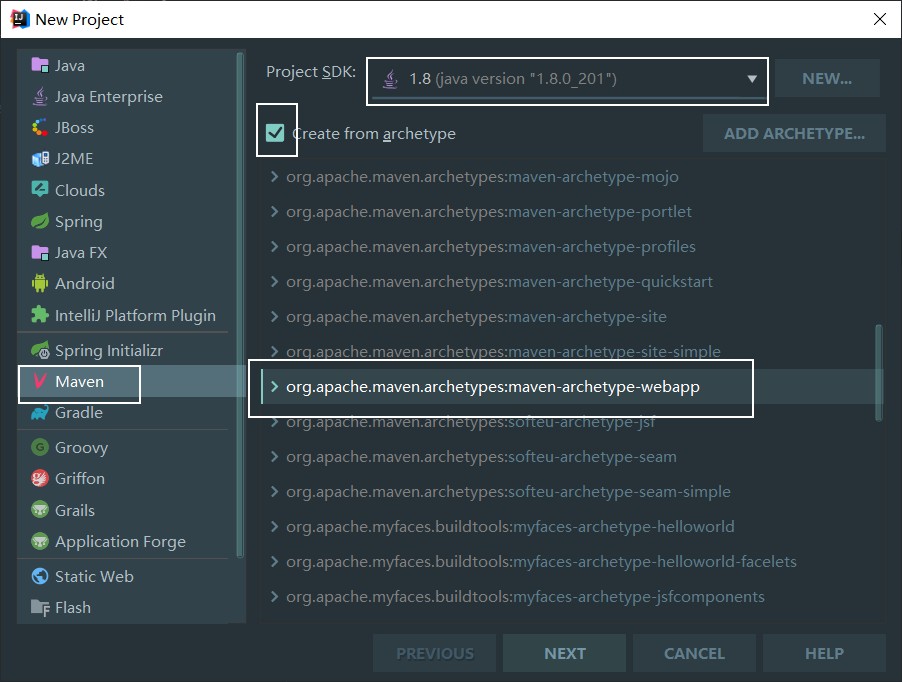 New Project
Java
Java Enterprise
JBoss
J2ME
Clouds
Spring
Java FX
Android
IntelliJ Platform Plugin
Spring Initializr
Maven
Gradle
Groovy
Griffon
Grails
Application Forge
Static Web
Flash
Project SDK: 1.8 (java version "1.8.0_201") NEW...
Create from archetype ADD ARCHETYPE...
org.apache.maven.archetypes:maven-archetype-mojo
org.apache.maven.archetypes:maven-archetype-portlet
org.apache.maven.archetypes:maven-archetype-profiles
org.apache.maven.archetypes:maven-archetype-quickstart
org.apache.maven.archetypes:maven-archetype-site
org.apache.maven.archetypes:maven-archetype-site-simple
org.apache.maven.archetypes:maven-archetype-webapp
org.apache.maven.archetypes:softeu-archetype-jsf
org.apache.maven.archetypes:softeu-archetype-seam
org.apache.maven.archetypes:softeu-archetype-seam-simple
org.apache.myfaces.buildtools:myfaces-archetype-helloworld
org.apache.myfaces.buildtools:myfaces-archetype-helloworld-facelets
org.apache.myfaces.buildtools:myfaces-archetype-jsfcomponents
PREVIOUS NEXT CANCEL HELP